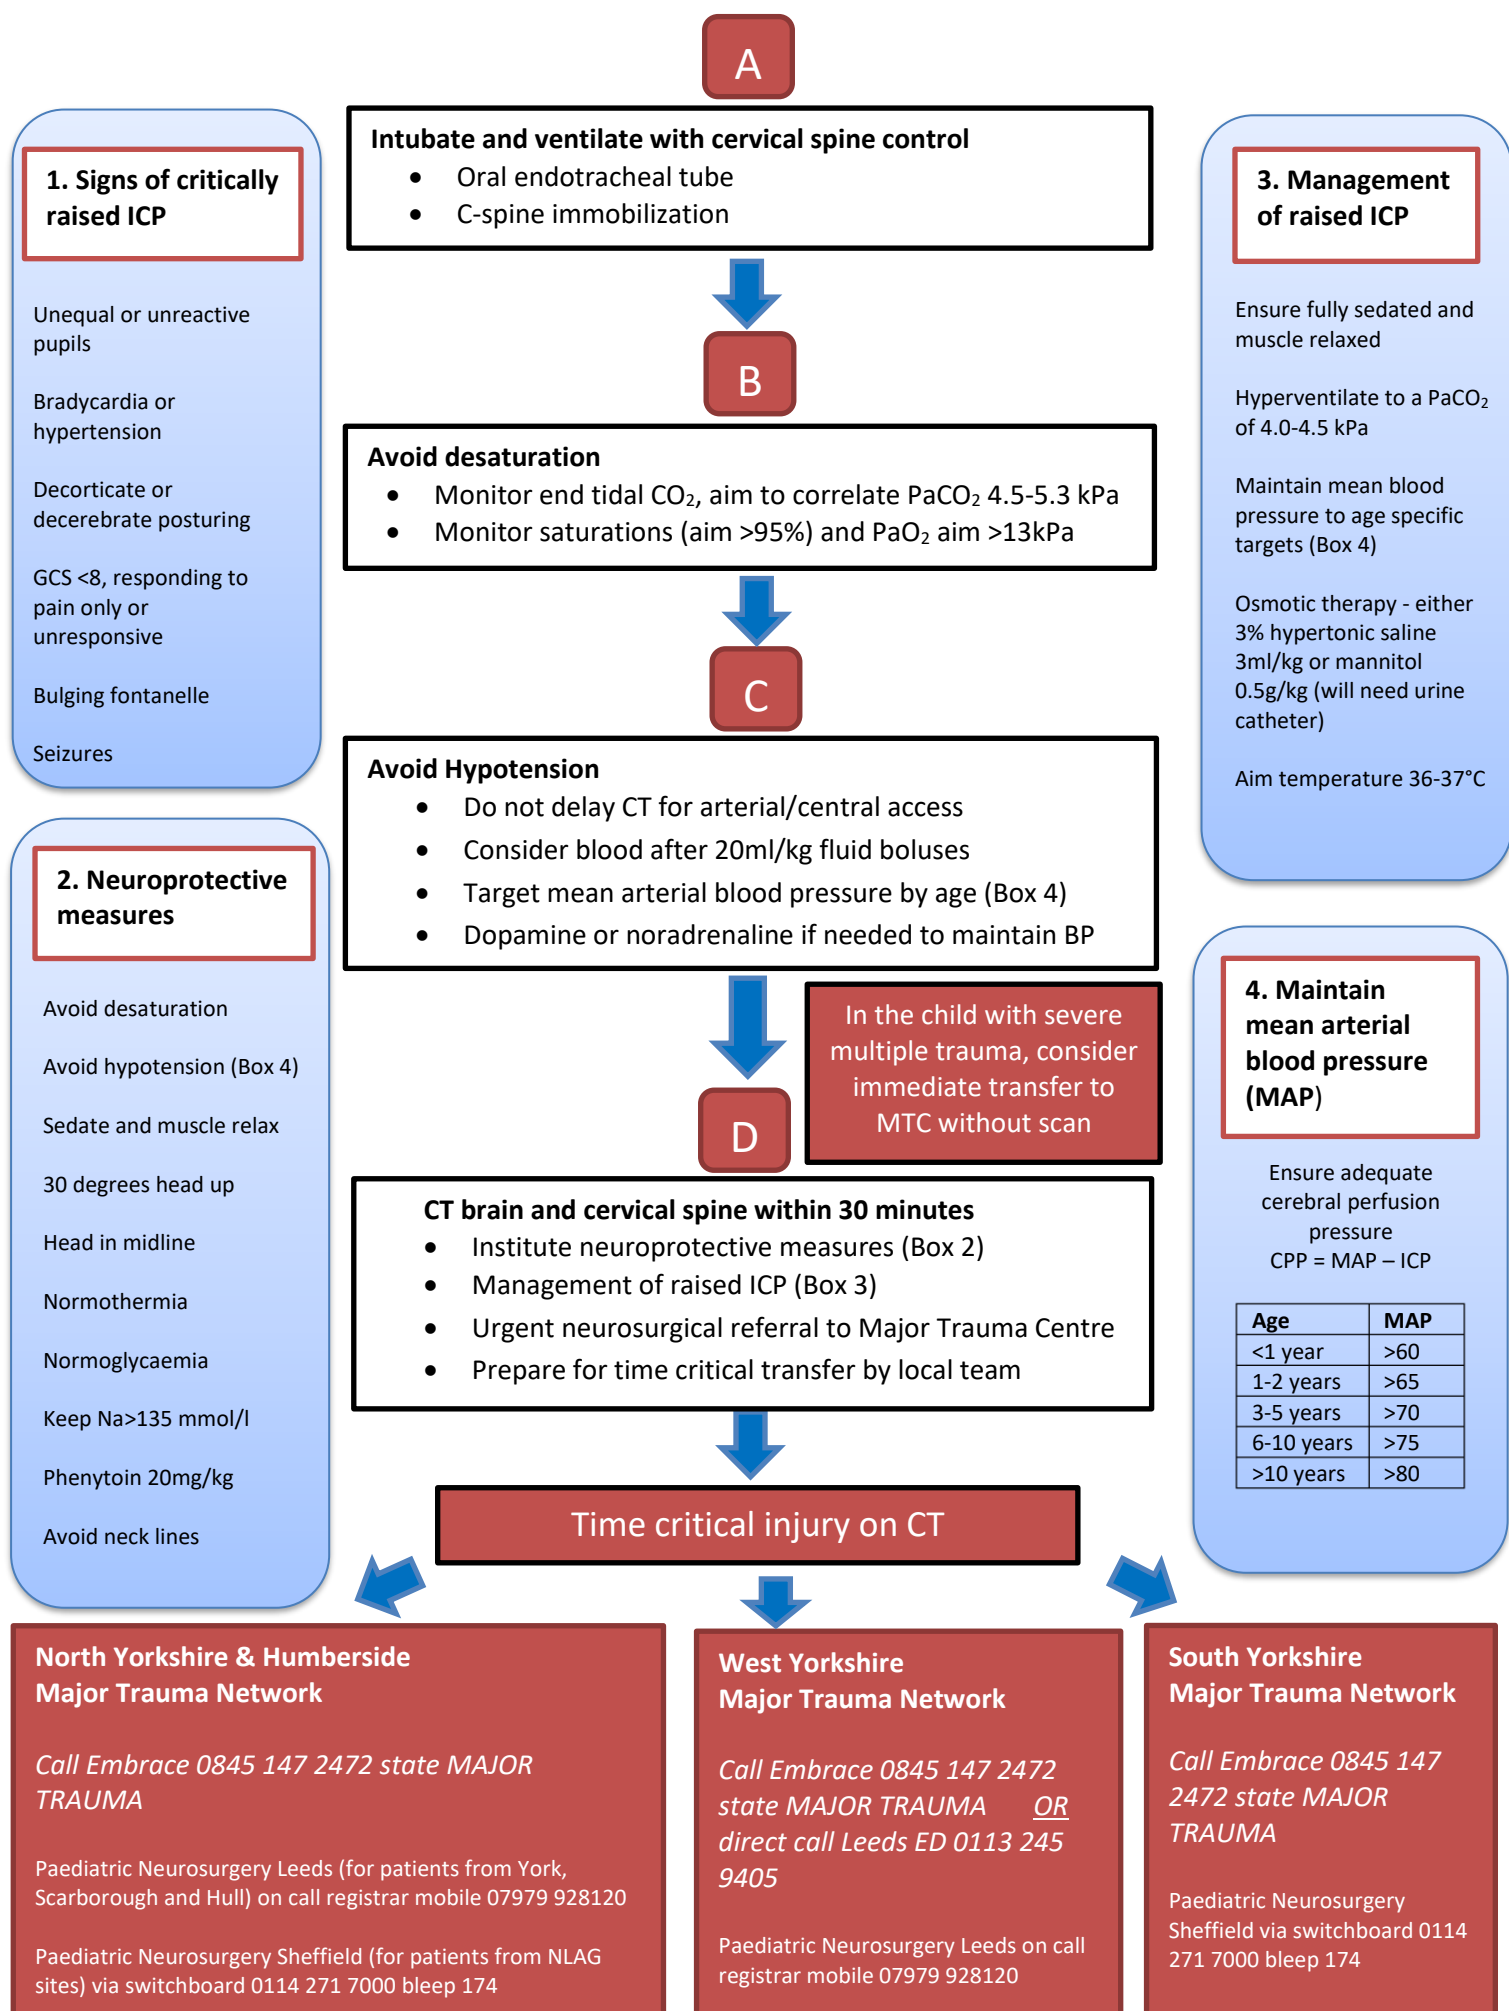 A
Intubate and ventilate with cervical spine control
• Oral endotracheal tube
• C-spine immobilization
1. Signs of critically
raised ICP
Unequal or unreactive
pupils
Bradycardia or
hypertension
Decorticate or
decerebrate posturing
GCS <8, responding to
pain only or
unresponsive
Bulging fontanelle
Seizures
3. Management
of raised ICP
Ensure fully sedated and
muscle relaxed
Hyperventilate to a PaCO₂
of 4.0-4.5 kPa
Maintain mean blood
pressure to age specific
targets (Box 4)
Osmotic therapy - either
3% hypertonic saline
3ml/kg or mannitol
0.5g/kg (will need urine
catheter)
Aim temperature 36-37°C
B
Avoid desaturation
• Monitor end tidal CO₂, aim to correlate PaCO₂ 4.5-5.3 kPa
• Monitor saturations (aim >95%) and PaO₂ aim >13kPa
C
Avoid Hypotension
• Do not delay CT for arterial/central access
• Consider blood after 20ml/kg fluid boluses
• Target mean arterial blood pressure by age (Box 4)
• Dopamine or noradrenaline if needed to maintain BP
2. Neuroprotective
measures
Avoid desaturation
Avoid hypotension (Box 4)
Sedate and muscle relax
30 degrees head up
Head in midline
Normothermia
Normoglycaemia
Keep Na>135 mmol/l
Phenytoin 20mg/kg
Avoid neck lines
In the child with severe
multiple trauma, consider
immediate transfer to
MTC without scan
4. Maintain
mean arterial
blood pressure
(MAP)
Ensure adequate
cerebral perfusion
pressure
CPP = MAP – ICP
Age MAP
<1 year >60
1-2 years >65
3-5 years >70
6-10 years >75
>10 years >80
D
CT brain and cervical spine within 30 minutes
• Institute neuroprotective measures (Box 2)
• Management of raised ICP (Box 3)
• Urgent neurosurgical referral to Major Trauma Centre
• Prepare for time critical transfer by local team
Time critical injury on CT
North Yorkshire & Humberside
Major Trauma Network
Call Embrace 0845 147 2472 state MAJOR
TRAUMA
Paediatric Neurosurgery Leeds (for patients from York,
Scarborough and Hull) on call registrar mobile 07979 928120
Paediatric Neurosurgery Sheffield (for patients from NLAG
sites) via switchboard 0114 271 7000 bleep 174
West Yorkshire
Major Trauma Network
Call Embrace 0845 147 2472
state MAJOR TRAUMA OR
direct call Leeds ED 0113 245
9405
Paediatric Neurosurgery Leeds on call
registrar mobile 07979 928120
South Yorkshire
Major Trauma Network
Call Embrace 0845 147
2472 state MAJOR
TRAUMA
Paediatric Neurosurgery
Sheffield via switchboard 0114
271 7000 bleep 174